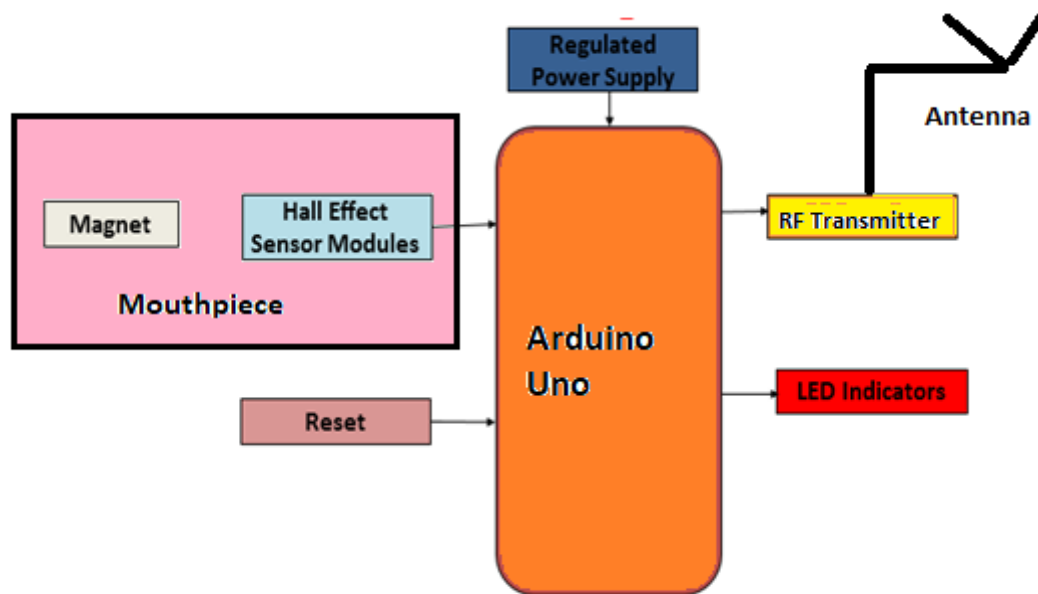 Regulated
Power Supply
Antenna
Magnet
Hall Effect
Sensor Modules
RF Transmitter
Mouthpiece
Arduino
Uno
Reset
LED Indicators